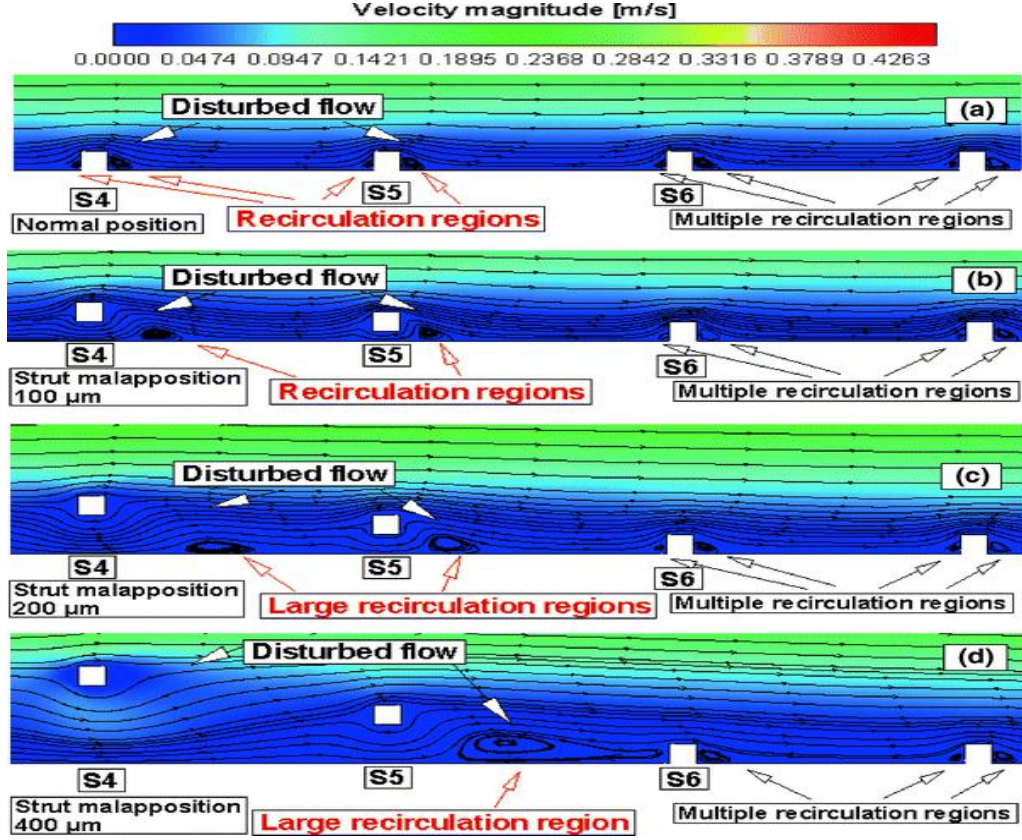 Velocity magnitude [m/s]
0.0000 0.0474 0.0947 0.1421 0.1895 0.2368 0.2842 0.3316 0.3789 0.4263
Disturbed flow
(a)
S4
S5
S6
Normal position
Recirculation regions
Multiple recirculation regions
Disturbed flow
(b)
S4
S5
S6
Strut malapposition
100 µm
Recirculation regions
Multiple recirculation regions
Disturbed flow
(c)
S4
S5
S6
Strut malapposition
200 µm
Large recirculation regions
Multiple recirculation regions
Disturbed flow
(d)
S4
S5
S6
Strut malapposition
400 µm
Large recirculation region
Multiple recirculation regions